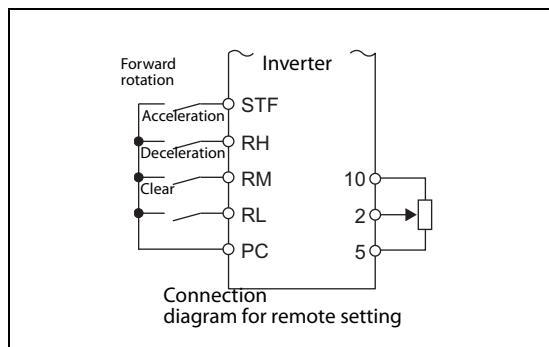 Forward
rotation
Inverter
Acceleration
STF
Deceleration
RH
Clear
RM
10
RL
2
PC
5
Connection
diagram for remote setting